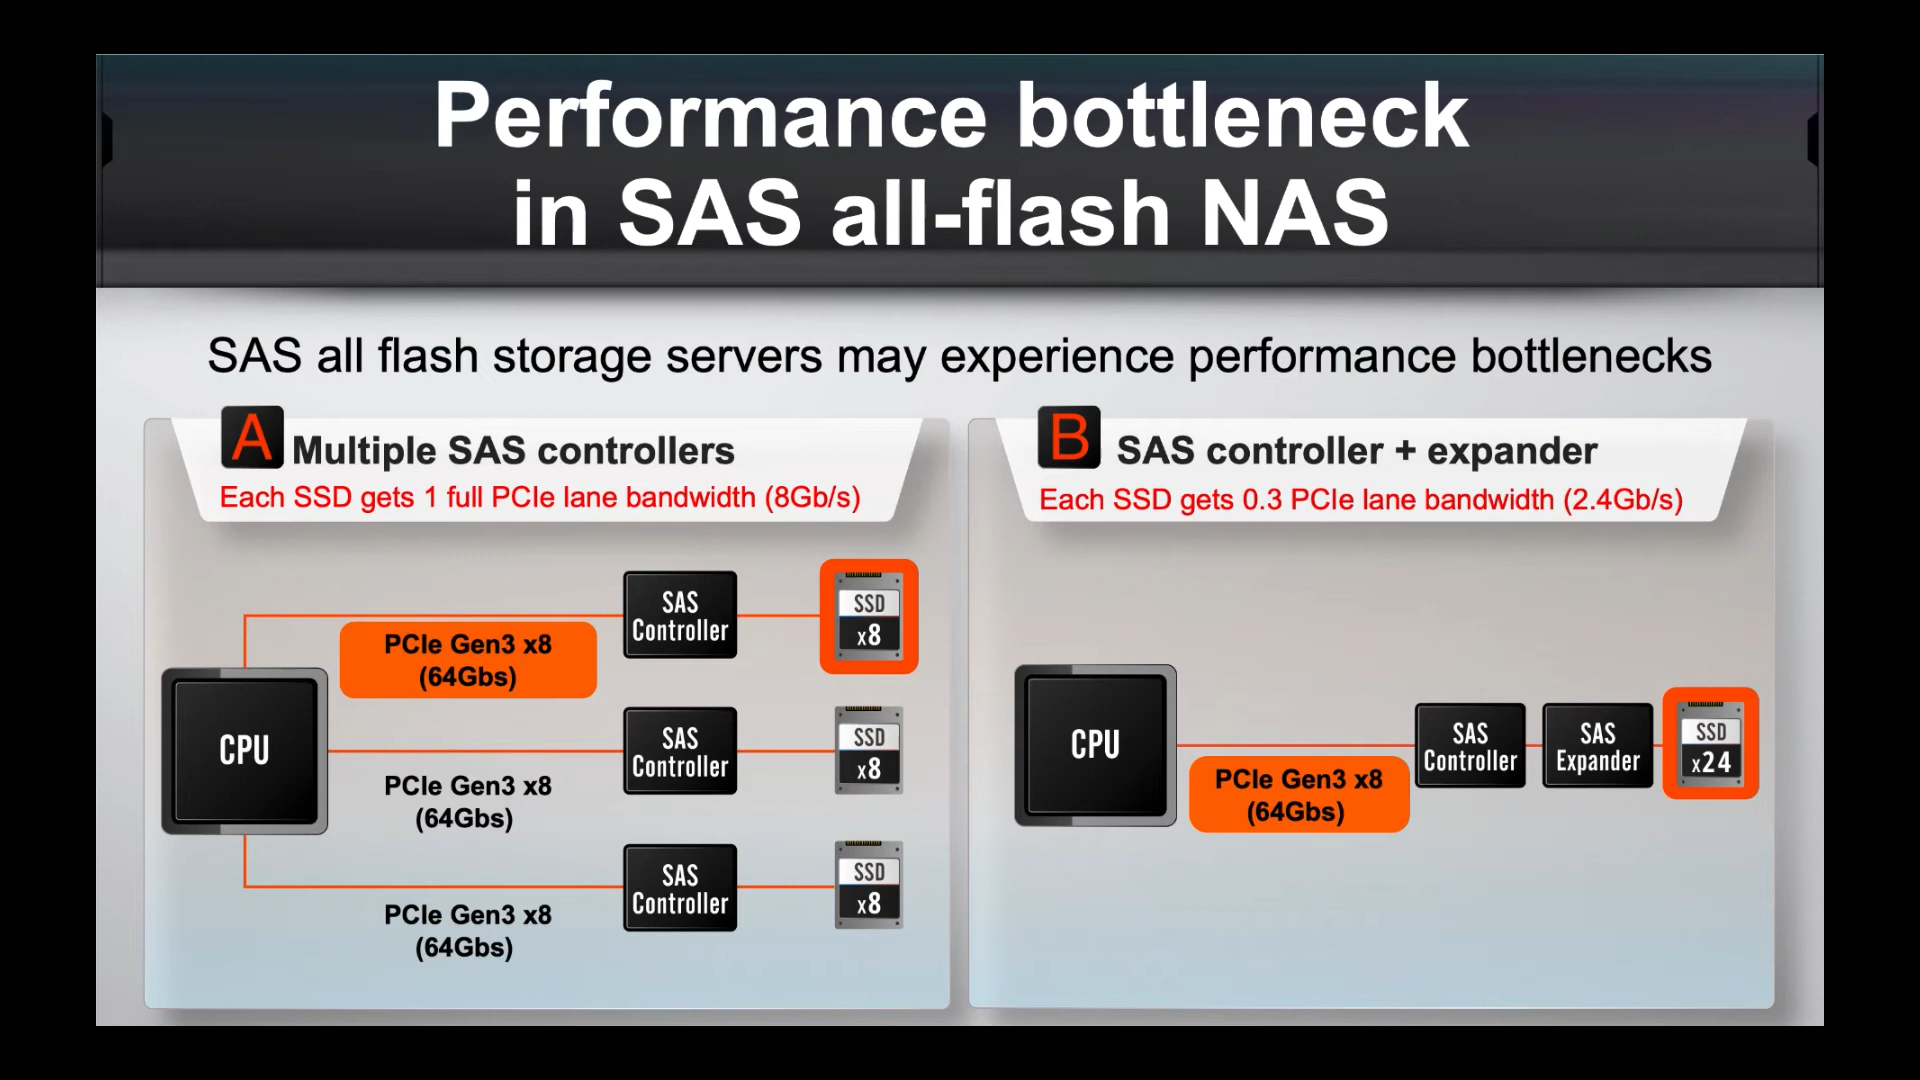 Performance bottleneck
in SAS all-flash NAS
SAS all flash storage servers may experience performance bottlenecks
A Multiple SAS controllers
Each SSD gets 1 full PCIe lane bandwidth (8Gb/s)
CPU
PCIe Gen3 x8
(64Gbs)
SAS
Controller
SSD
x8
PCIe Gen3 x8
(64Gbs)
SAS
Controller
SSD
x8
PCIe Gen3 x8
(64Gbs)
SAS
Controller
SSD
x8
B SAS controller + expander
Each SSD gets 0.3 PCIe lane bandwidth (2.4Gb/s)
CPU
PCIe Gen3 x8
(64Gbs)
SAS
Controller
SAS
Expander
SSD
x24